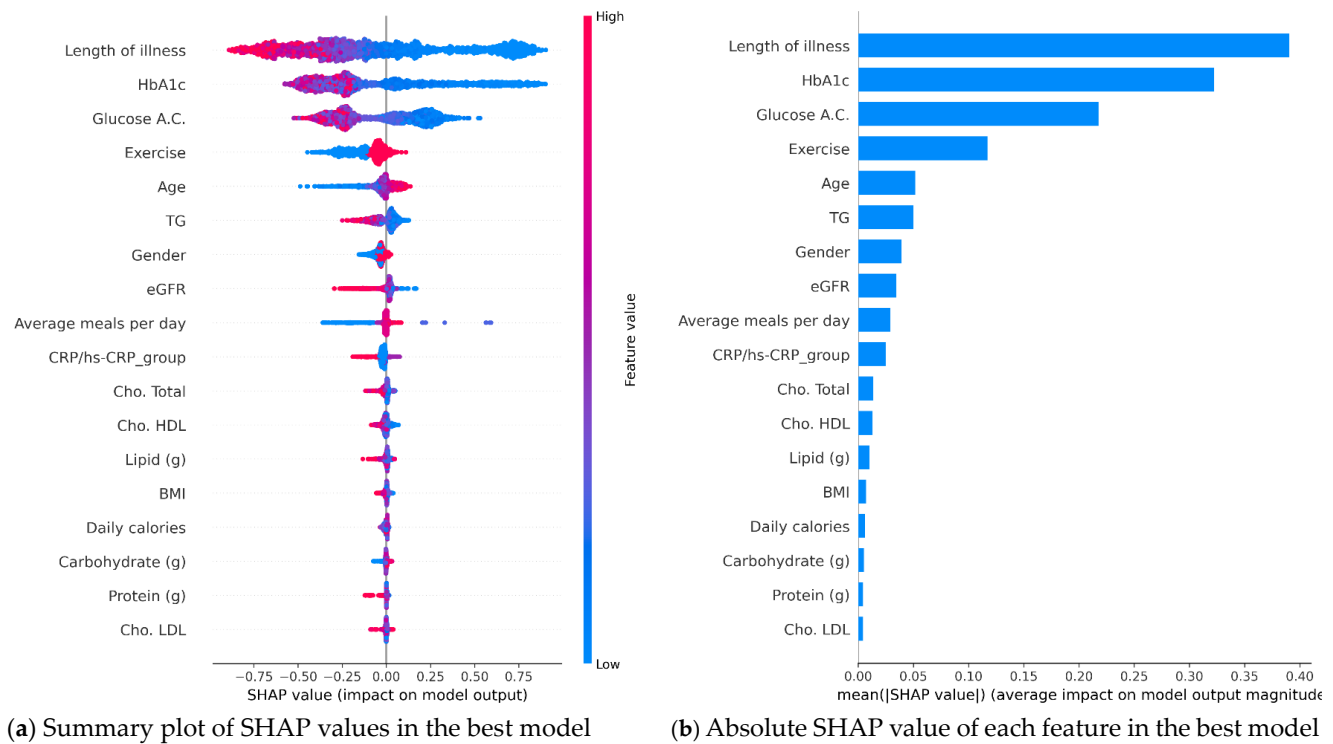 High
Length of illness
HbA1c
Glucose A.C.
Exercise
Age
TG
Gender
eGFR
Average meals per day
CRP/hs-CRP_group
Cho. Total
Cho. HDL
Lipid (g)
BMI
Daily calories
Carbohydrate (g)
Protein (g)
Cho. LDL
Feature value
Low
−0.75 −0.50 −0.25 0.00 0.25 0.50 0.75
SHAP value (impact on model output)
(a) Summary plot of SHAP values in the best model
Length of illness
HbA1c
Glucose A.C.
Exercise
Age
TG
Gender
eGFR
Average meals per day
CRP/hs-CRP_group
Cho. Total
Cho. HDL
Lipid (g)
BMI
Daily calories
Carbohydrate (g)
Protein (g)
Cho. LDL
0.00 0.05 0.10 0.15 0.20 0.25 0.30 0.35 0.40
mean(|SHAP value|) (average impact on model output magnitude
(b) Absolute SHAP value of each feature in the best model